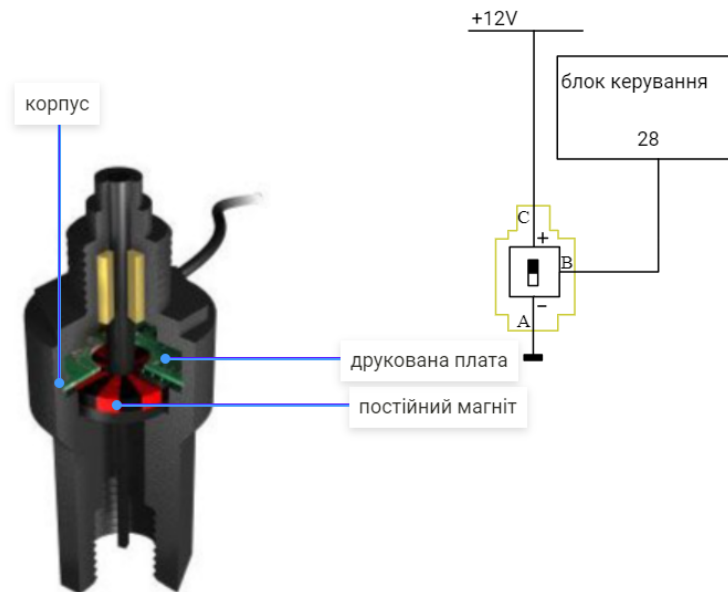 +12V
блок керування
28
корпус
C
+
B
−
A
друкована плата
постійний магніт